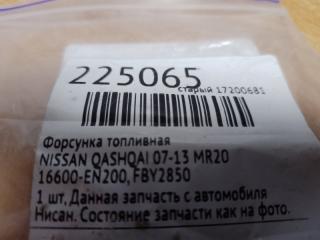 225065
старый 17200681
Форсунка топливная
NISSAN QASHQAI 07-13 MR20
16600-EN200, FBY2850
1 шт, Данная запчасть с автомобиля
Нисан. Состояние запчасти как на фото.